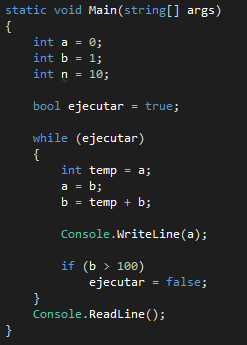 static void Main(string[] args)
{
    int a = 0;
    int b = 1;
    int n = 10;

    bool ejecutar = true;

    while (ejecutar)
    {
        int temp = a;
        a = b;
        b = temp + b;

        Console.WriteLine(a);

        if (b > 100)
            ejecutar = false;
    }
    Console.ReadLine();
}